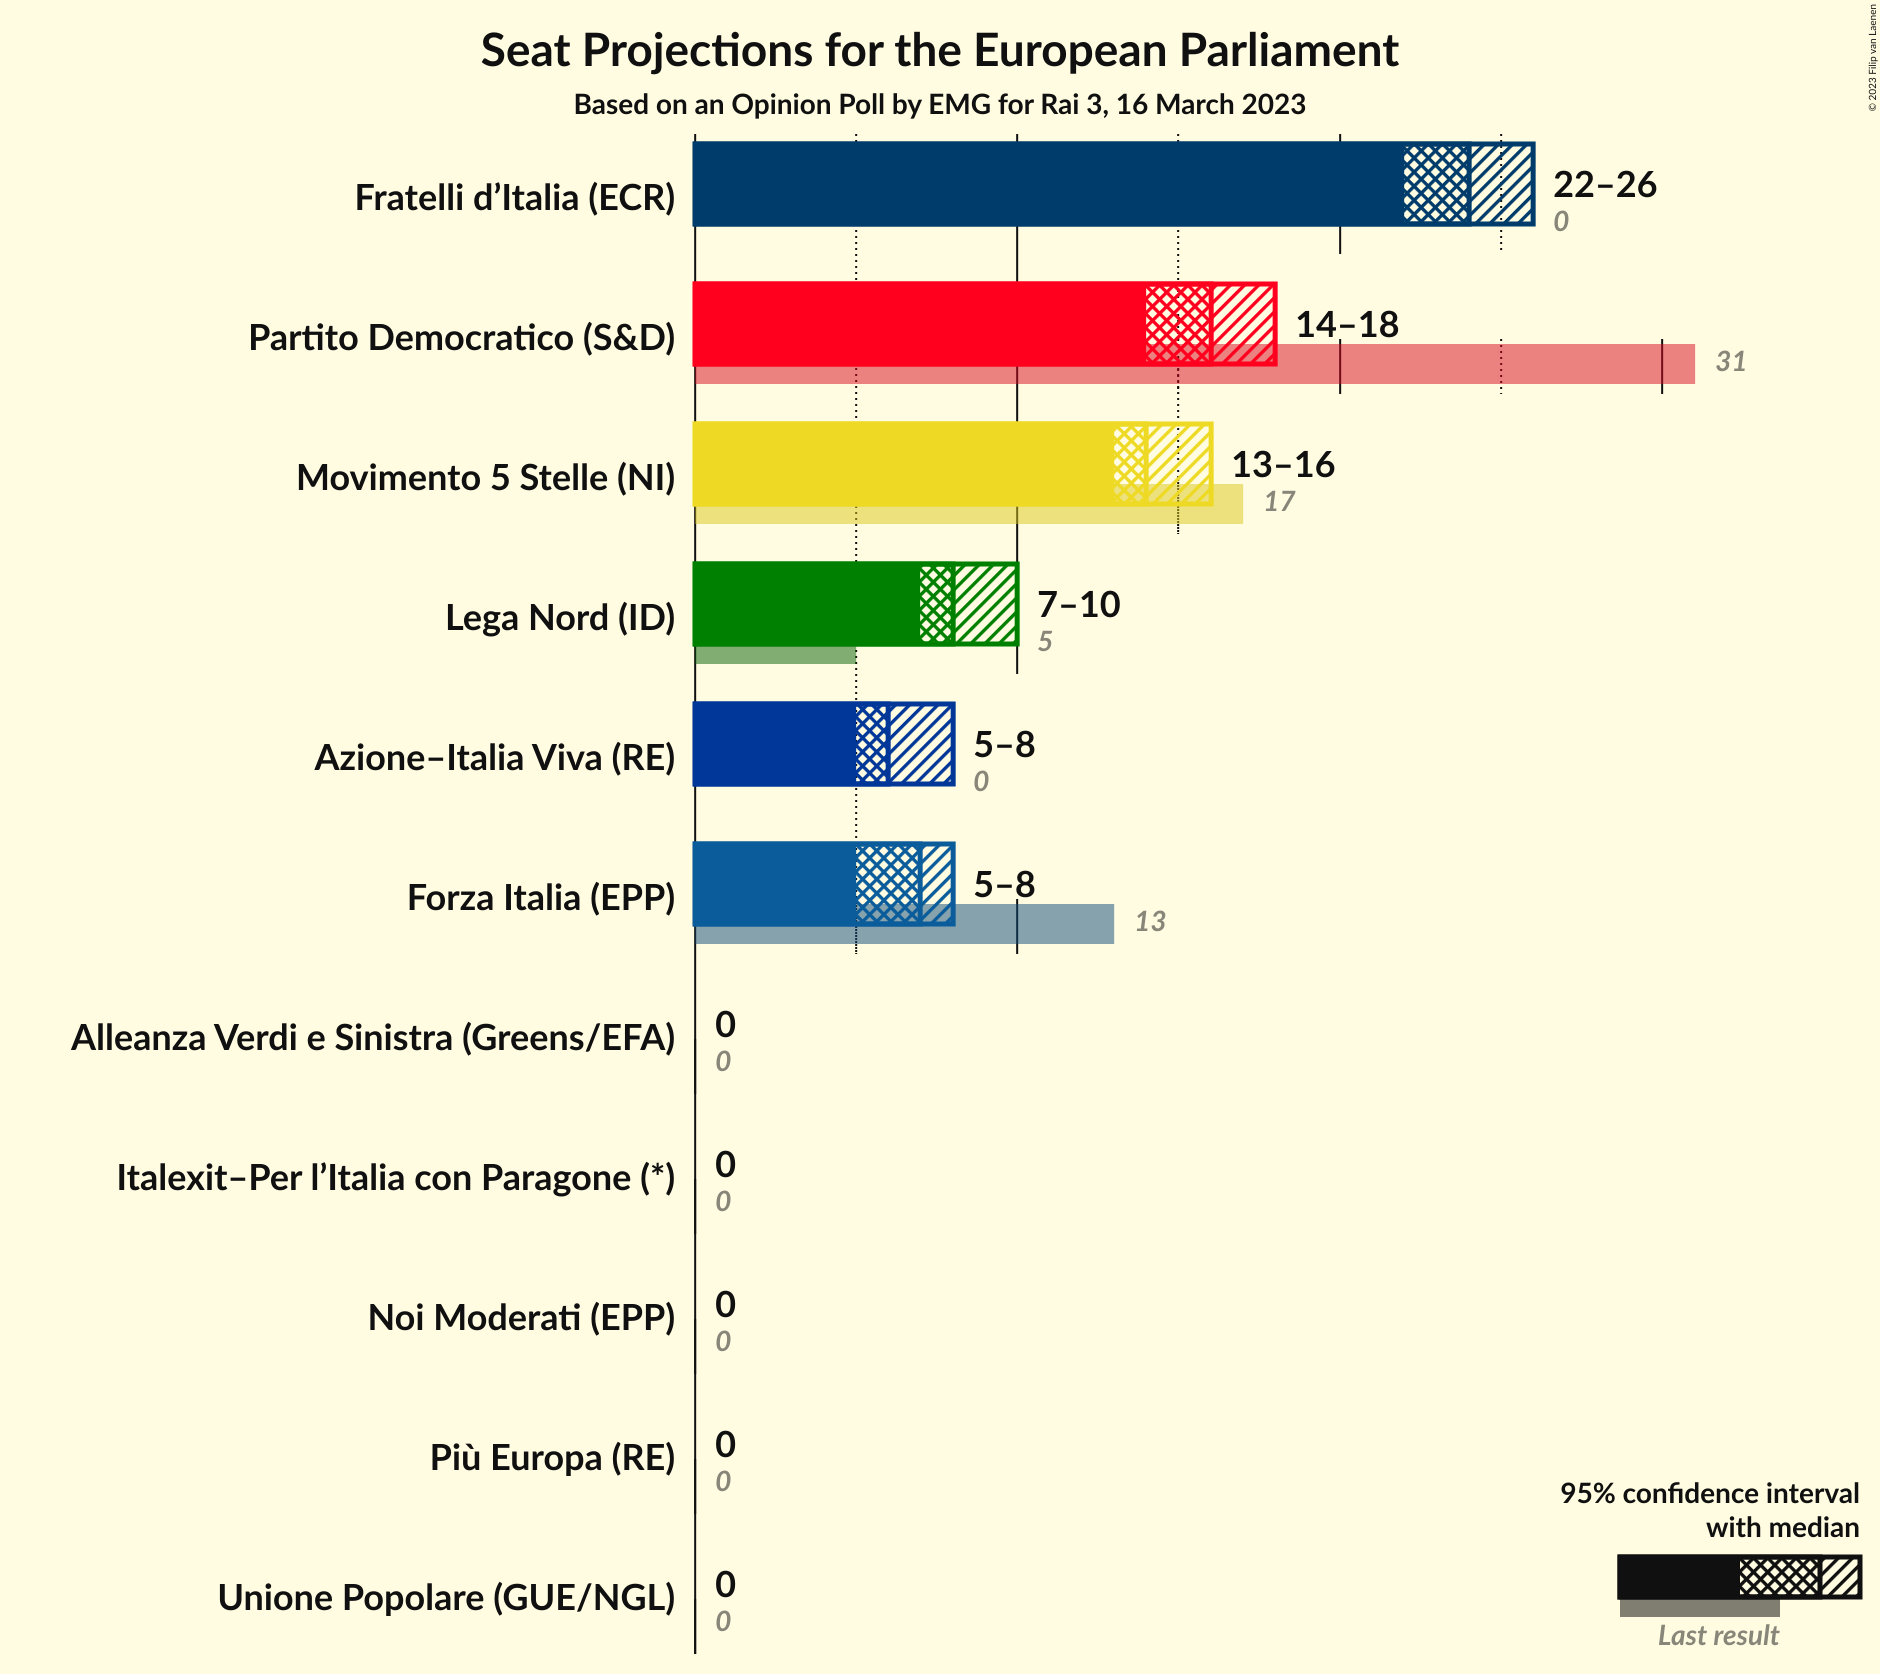 Seat Projections for the European Parliament
Based on an Opinion Poll by EMG for Rai 3, 16 March 2023
© 2023 Filip van Laenen
Fratelli d’Italia (ECR)
22–26
0
Partito Democratico (S&D)
14–18
31
Movimento 5 Stelle (NI)
13–16
17
Lega Nord (ID)
7–10
5
Azione–Italia Viva (RE)
5–8
0
Forza Italia (EPP)
5–8
13
Alleanza Verdi e Sinistra (Greens/EFA)
0
0
Italexit–Per l’Italia con Paragone (*)
0
0
Noi Moderati (EPP)
0
0
Più Europa (RE)
0
0
Unione Popolare (GUE/NGL)
0
0
95% confidence interval
with median
Last result